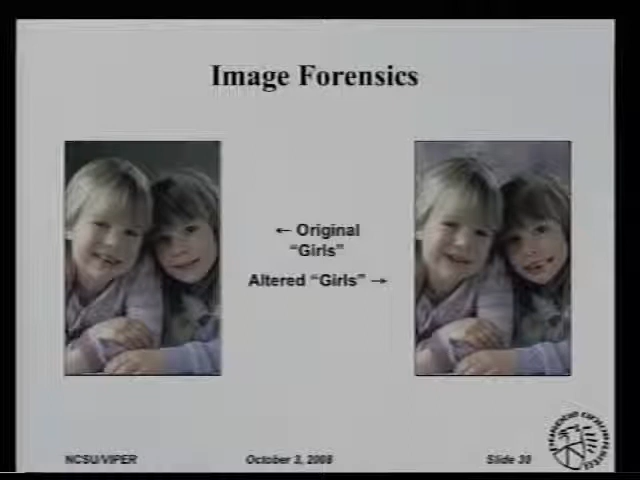 Image Forensics
← Original
“Girls”
Altered “Girls” →
NCSU/VIPER
October 3, 2008
Slide 30